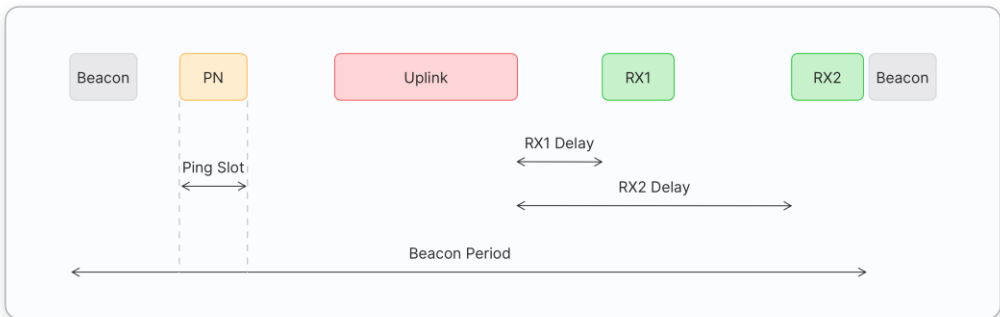 Beacon
PN
Uplink
RX1
RX2
Beacon
RX1 Delay
Ping Slot
RX2 Delay
Beacon Period